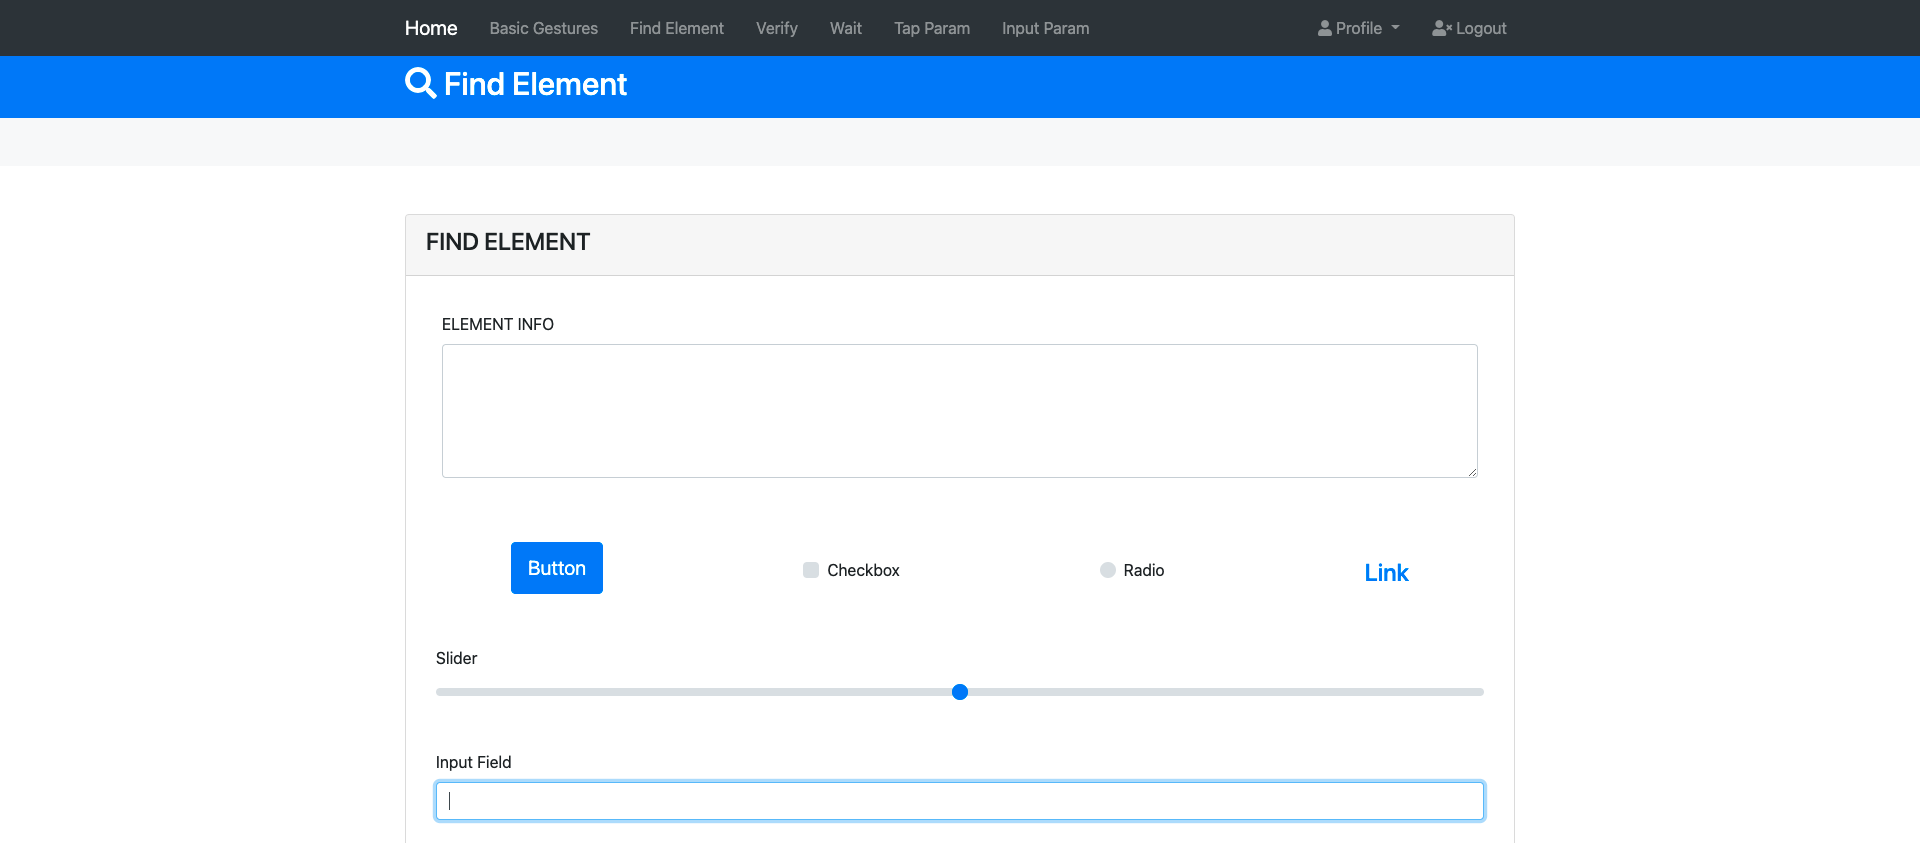 Home Basic Gestures Find Element Verify Wait Tap Param Input Param Profile Logout
Find Element
FIND ELEMENT
ELEMENT INFO
Button Checkbox Radio Link
Slider
Input Field